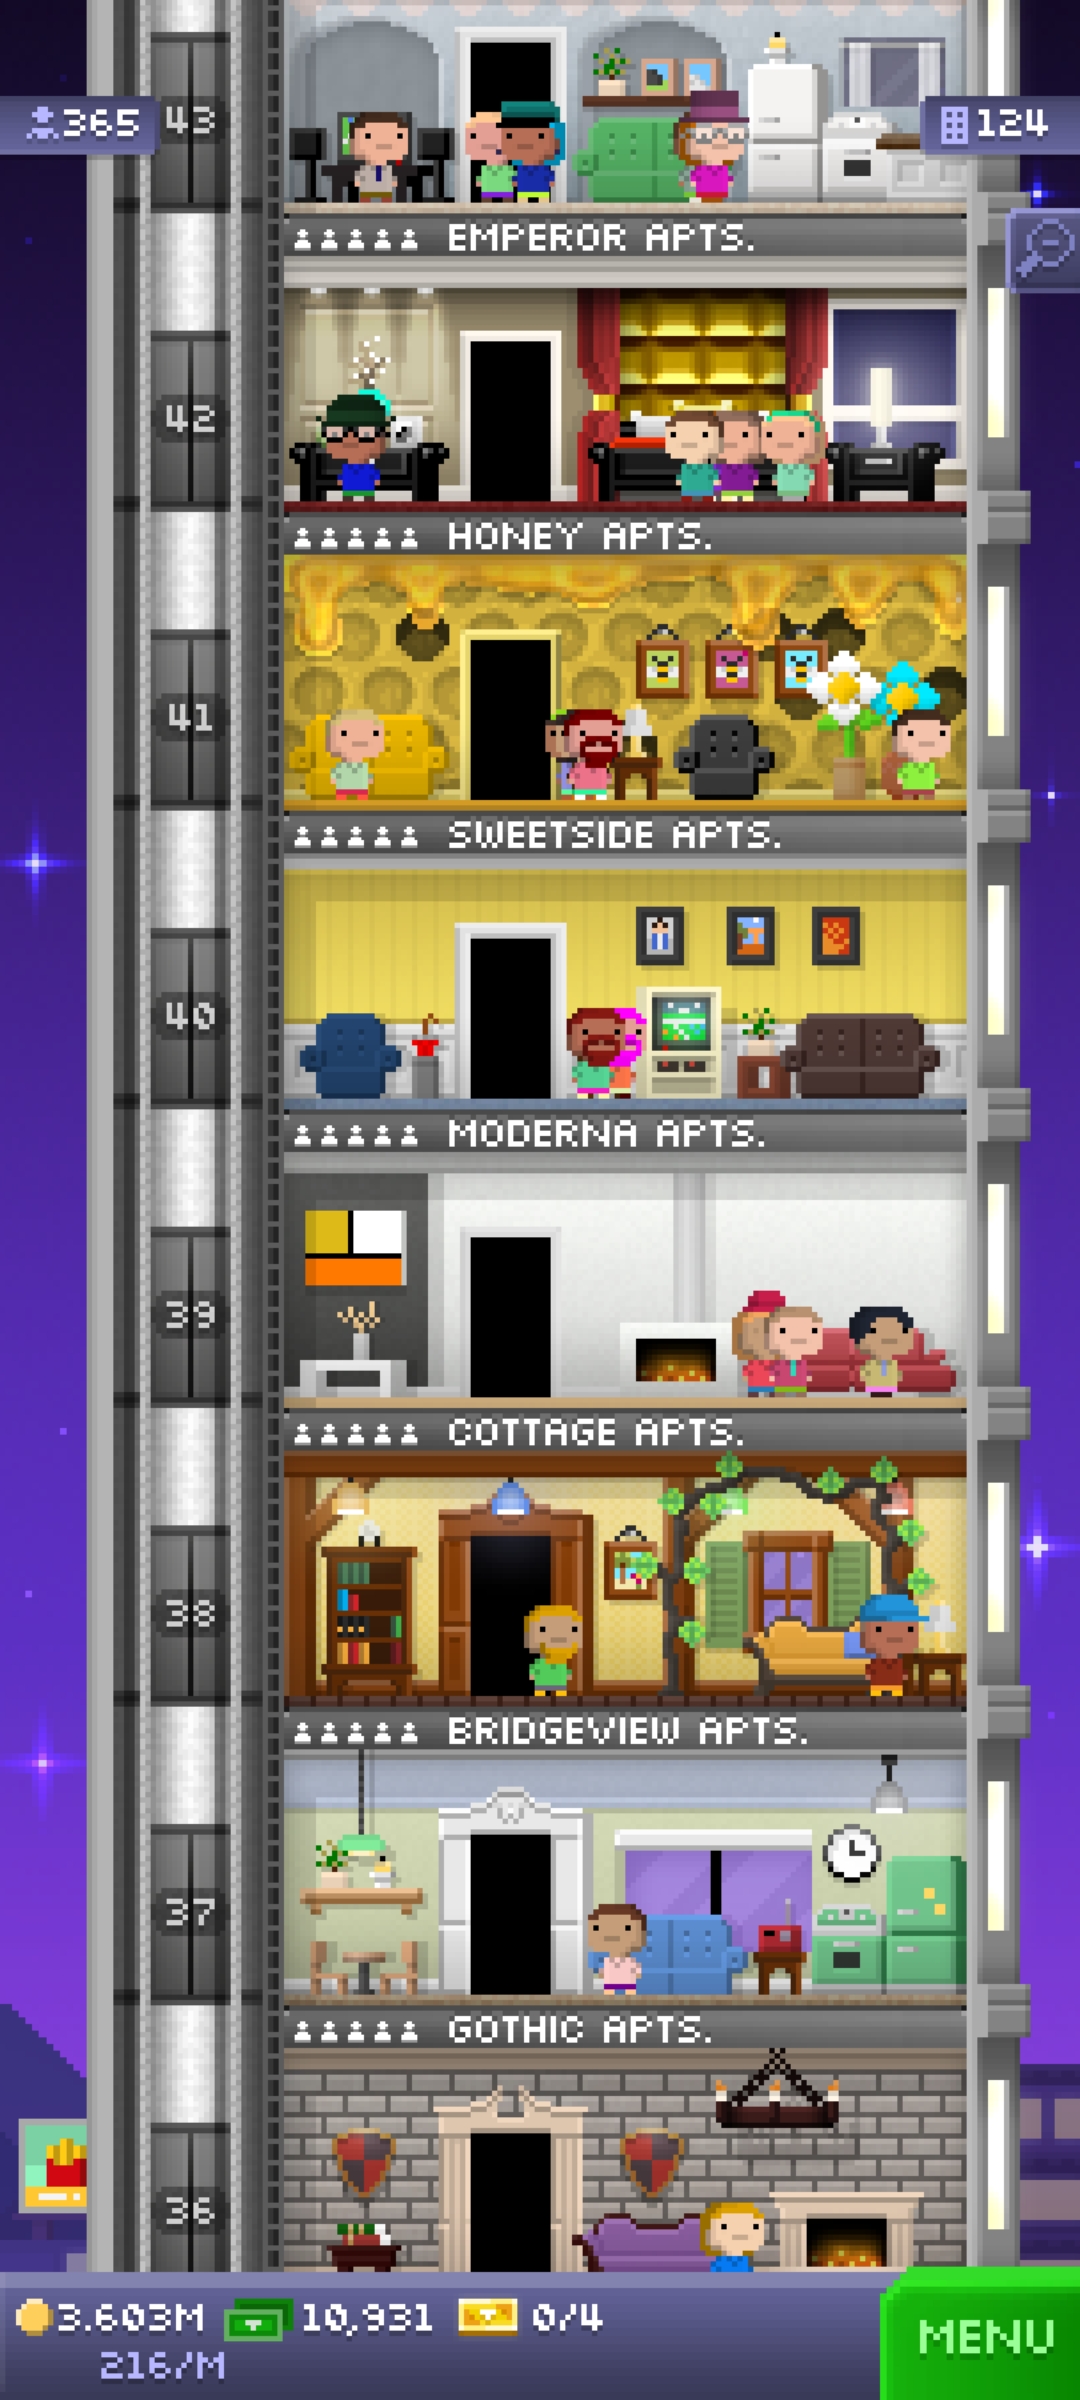 365
43
124
EMPEROR APTS.
42
HONEY APTS.
41
SWEETSIDE APTS.
40
MODERNA APTS.
39
COTTAGE APTS.
38
BRIDGEVIEW APTS.
37
GOTHIC APTS.
36
3.603M 10,931 0/4
216/M
MENU